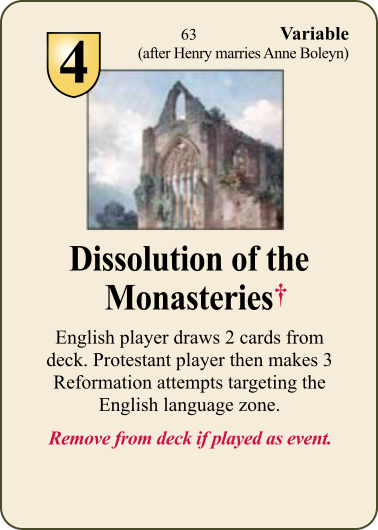 4
63 Variable
(after Henry marries Anne Boleyn)
Dissolution of the
Monasteries†
English player draws 2 cards from
deck. Protestant player then makes 3
Reformation attempts targeting the
English language zone.
Remove from deck if played as event.